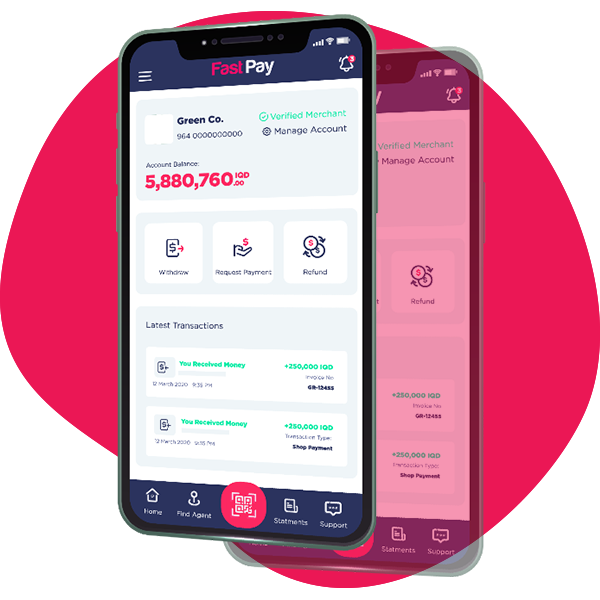 FastPay
3
Green Co.
964 0000000000
Verified Merchant
Manage Account
Account Balance:
5,880,760.00 IQD
Withdraw
Request Payment
Refund
Latest Transactions
You Received Money
+250,000 IQD
12 March 2020 9:35 PM
Invoice No
GR-12455
You Received Money
+250,000 IQD
12 March 2020
Transaction Type:
Shop Payment
Home
Find Agent
Statments
Support
y
3
Verified Merchant
Manage Account
Refund
+250,000 IQD
Invoice No
GR-12455
+250,000 IQD
Transaction Type:
Shop Payment
Statments
Support